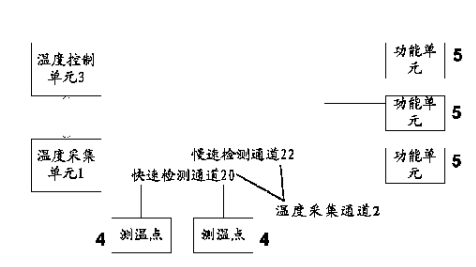 温度控制
单元3
功能单
元
5
功能单
元
5
温度采集
单元1
功能单
元
5
慢速检测通道22
快速检测通道20
温度采集通道2
4
测温点
测温点
4